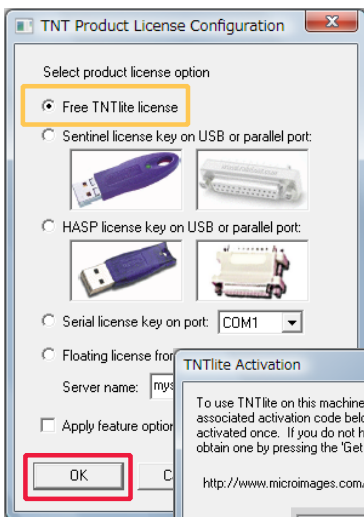 TNT Product License Configuration
Select product license option
Free TNTlite license
Sentinel license key on USB or parallel port:
HASP license key on USB or parallel port:
Serial license key on port: COM1
Floating license from
Server name: mys
Apply feature option
OK C
TNTlite Activation
To use TNTlite on this machine
associated activation code belo
activated once. If you do not h
obtain one by pressing the 'Get
http://www.microimages.com/